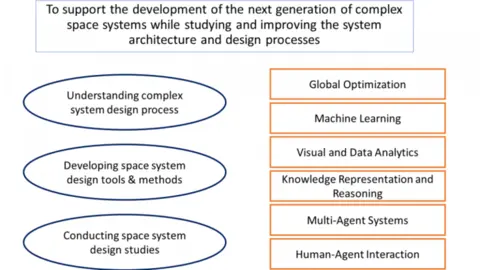 To support the development of the next generation of complex
space systems while studying and improving the system
architecture and design processes
Understanding complex
system design process
Developing space system
design tools & methods
Conducting space system
design studies
Global Optimization
Machine Learning
Visual and Data Analytics
Knowledge Representation and
Reasoning
Multi-Agent Systems
Human-Agent Interaction